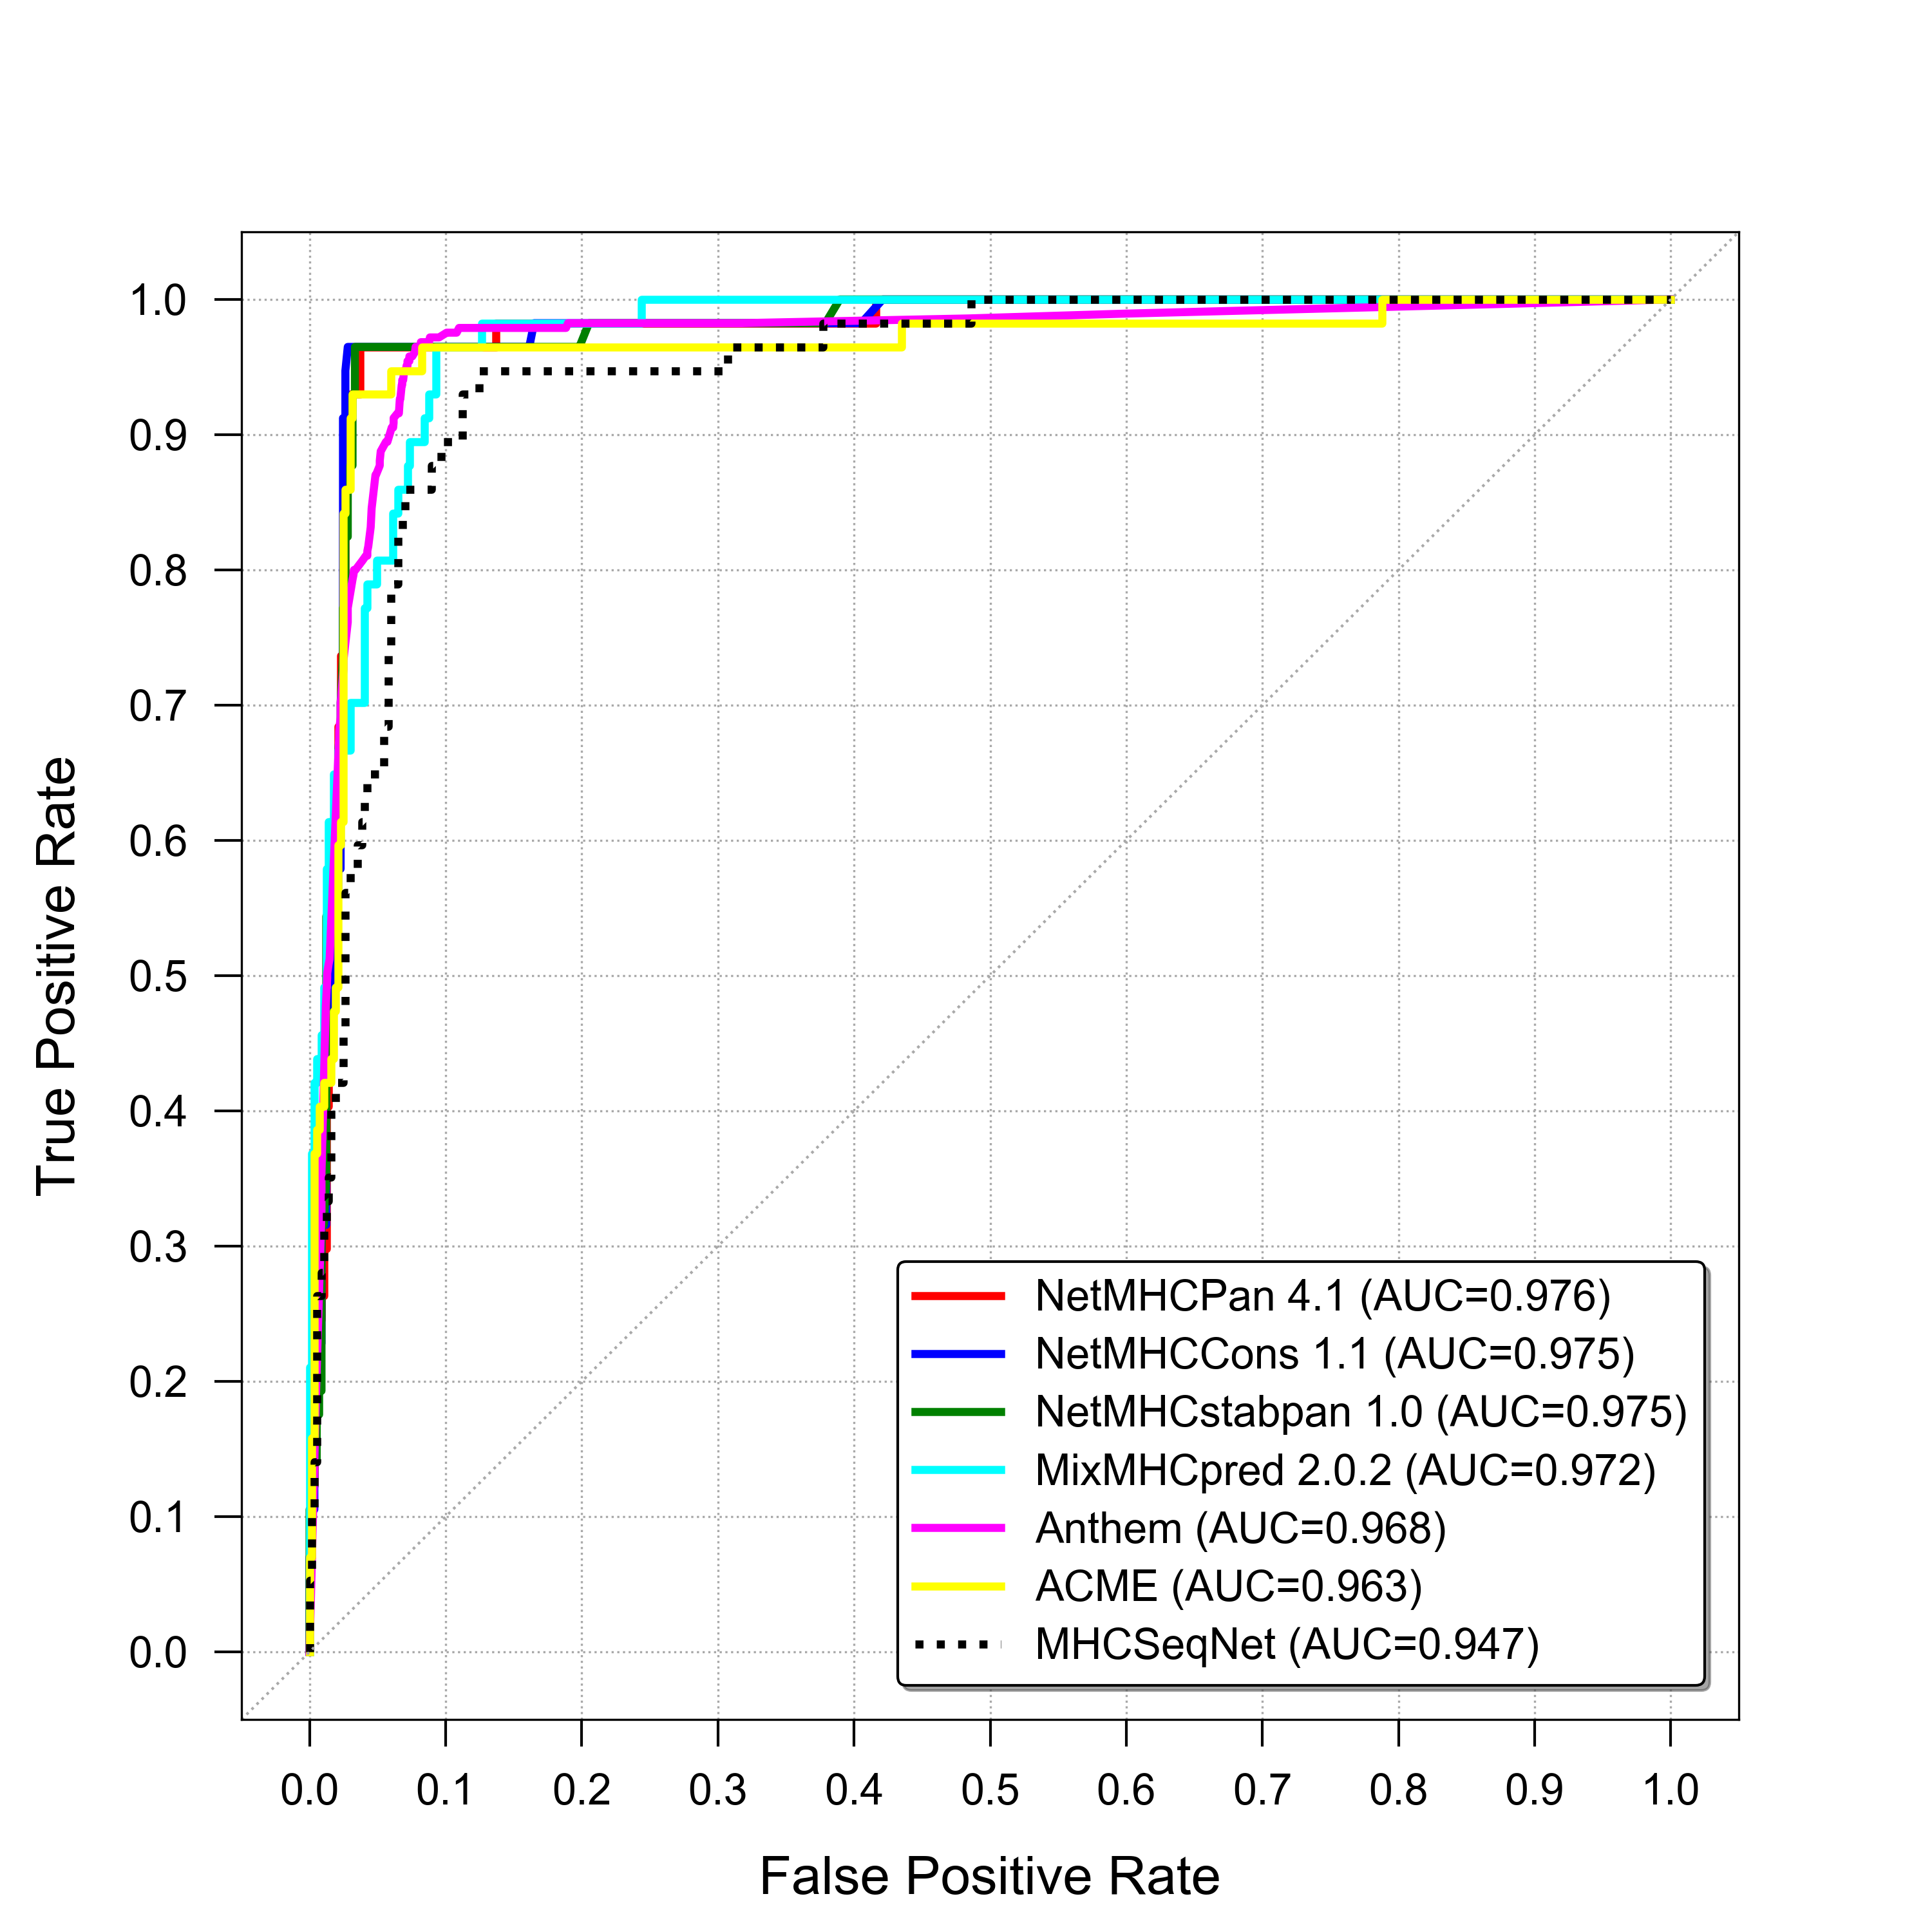 True Positive Rate
1.0
0.9
0.8
0.7
0.6
0.5
0.4
0.3
0.2
0.1
0.0
NetMHCPan 4.1 (AUC=0.976)
NetMHCCons 1.1 (AUC=0.975)
NetMHCstabpan 1.0 (AUC=0.975)
MixMHCpred 2.0.2 (AUC=0.972)
Anthem (AUC=0.968)
ACME (AUC=0.963)
MHCSeqNet (AUC=0.947)
0.0 0.1 0.2 0.3 0.4 0.5 0.6 0.7 0.8 0.9 1.0
False Positive Rate